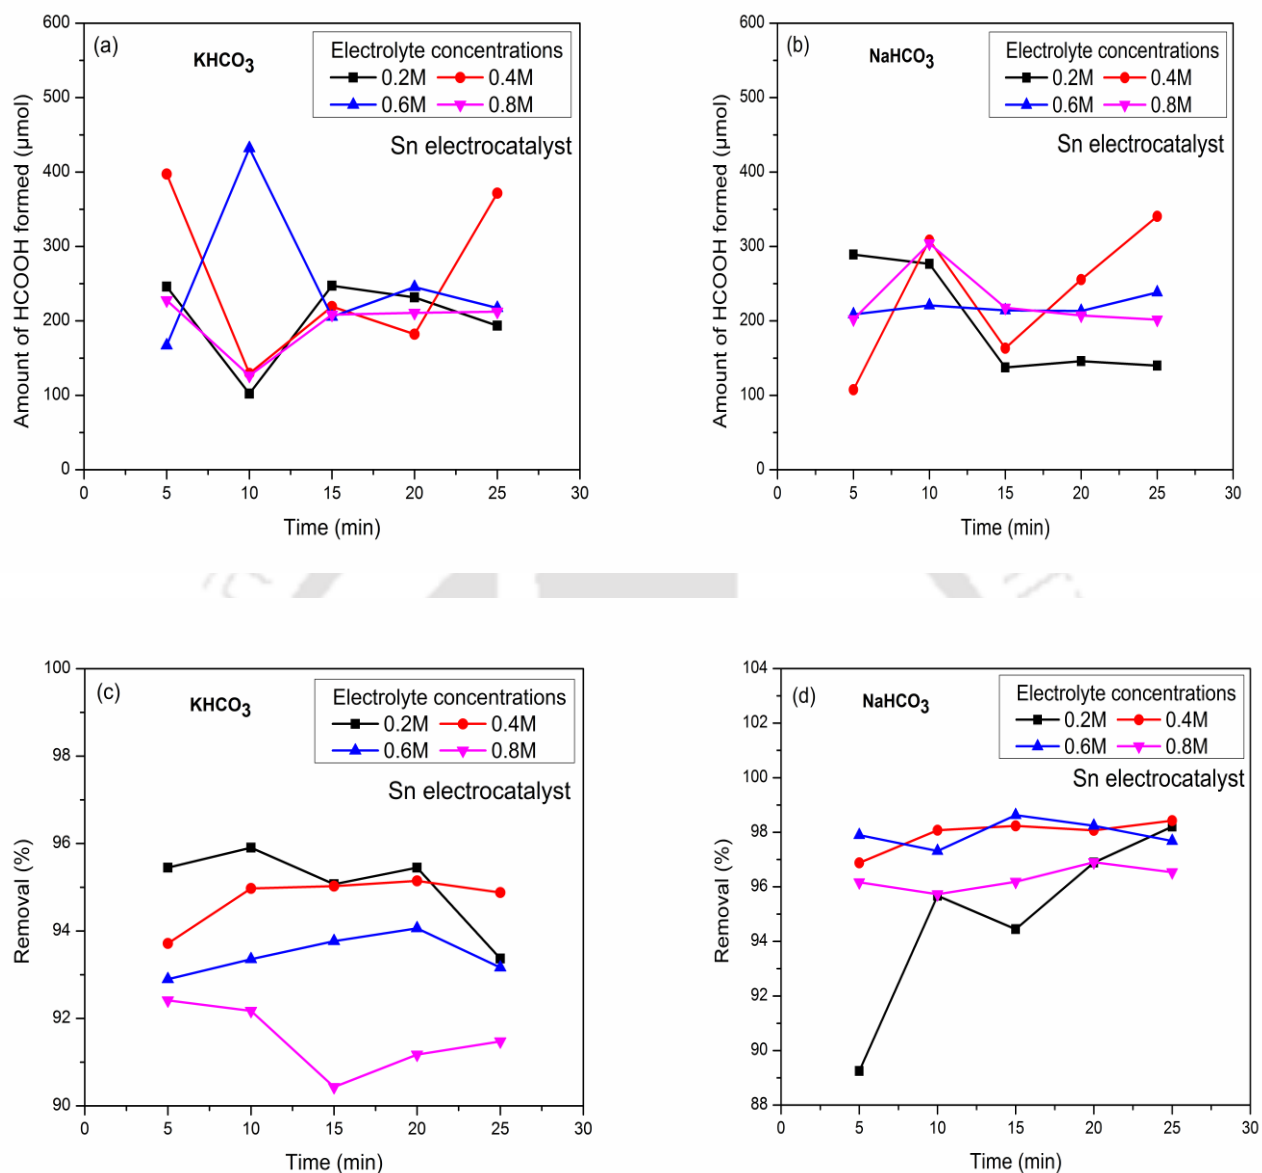 (a)
KHCO3
Electrolyte concentrations
0.2M 0.4M
0.6M 0.8M
Sn electrocatalyst
Amount of HCOOH formed (μmol)
600
500
400
300
200
100
0
0 5 10 15 20 25 30
Time (min)
(b)
NaHCO3
Electrolyte concentrations
0.2M 0.4M
0.6M 0.8M
Sn electrocatalyst
Amount of HCOOH formed (μmol)
600
500
400
300
200
100
0
0 5 10 15 20 25 30
Time (min)
(c)
KHCO3
Electrolyte concentrations
0.2M 0.4M
0.6M 0.8M
Sn electrocatalyst
Removal (%)
100
98
96
94
92
90
0 5 10 15 20 25 30
Time (min)
(d)
NaHCO3
Electrolyte concentrations
0.2M 0.4M
0.6M 0.8M
Sn electrocatalyst
Removal (%)
104
102
100
98
96
94
92
90
88
0 5 10 15 20 25 30
Time (min)